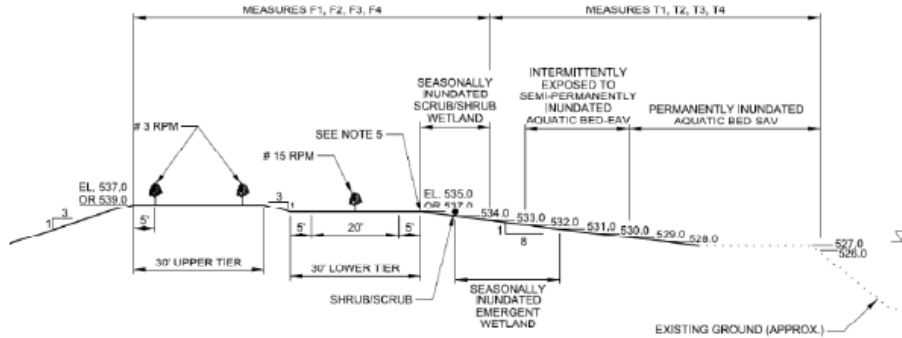 MEASURES F1, F2, F3, F4
MEASURES T1, T2, T3, T4
SEASONALLY
INUNDATED
SCRUB/SHRUB
WETLAND
INTERMITTENTLY
EXPOSED TO
SEMI-PERMANENTLY
INUNDATED
AQUATIC BED-EAV
PERMANENTLY INUNDATED
AQUATIC BED SAV
# 3 RPM
SEE NOTE 5
# 15 RPM
EL. 537.0
OR 539.0
3
1
5'
3
1
EL. 535.0
OR 537.0
534.0
533.0
532.0
531.0
530.0
529.0
528.0
527.0
526.0
1
8
5'
20'
5'
30' UPPER TIER
30' LOWER TIER
SHRUB/SCRUB
SEASONALLY
INUNDATED
EMERGENT
WETLAND
EXISTING GROUND (APPROX.)